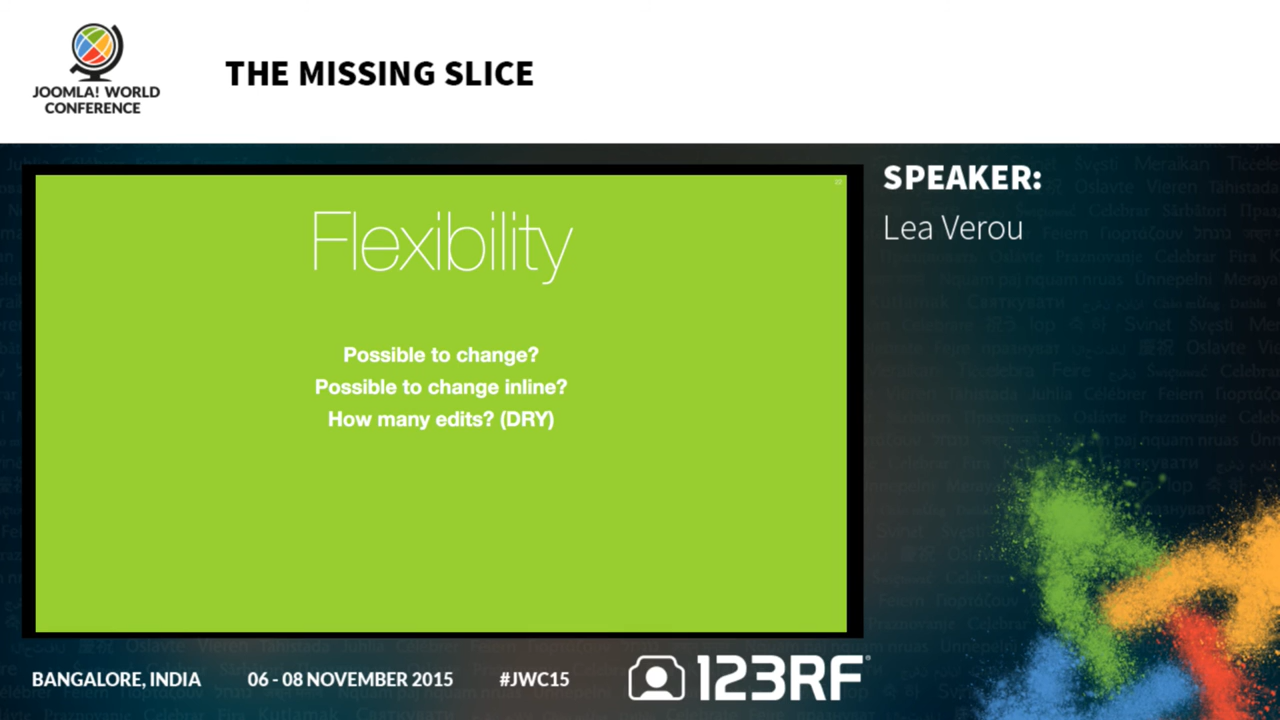 JOOMLA! WORLD
CONFERENCE
THE MISSING SLICE
Flexibility
Possible to change?
Possible to change inline?
How many edits? (DRY)
SPEAKER:
Lea Verou
BANGALORE, INDIA
06 - 08 NOVEMBER 2015
#JWC15
123RF®